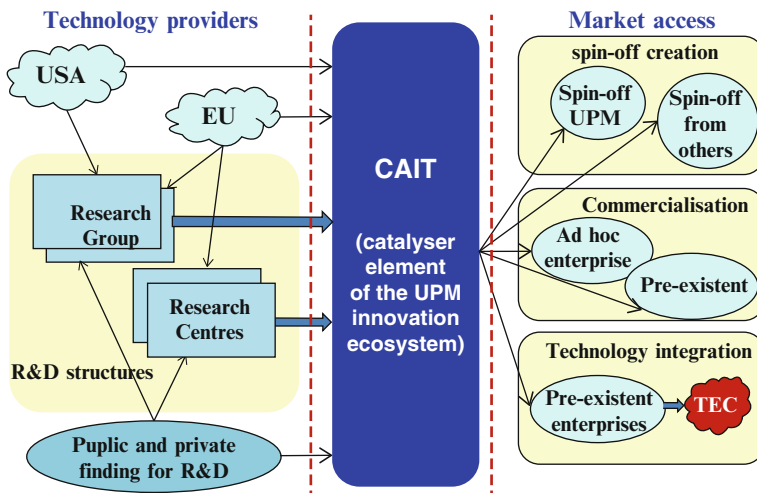 Technology providers
Market access
USA
EU
Research
Group
Research
Centres
R&D structures
Puplic and private
finding for R&D
CAIT
(catalyser
element
of the UPM
innovation
ecosystem)
spin-off creation
Spin-off
UPM
Spin-off
from
others
Commercialisation
Ad hoc
enterprise
Pre-existent
Technology integration
Pre-existent
enterprises
TEC